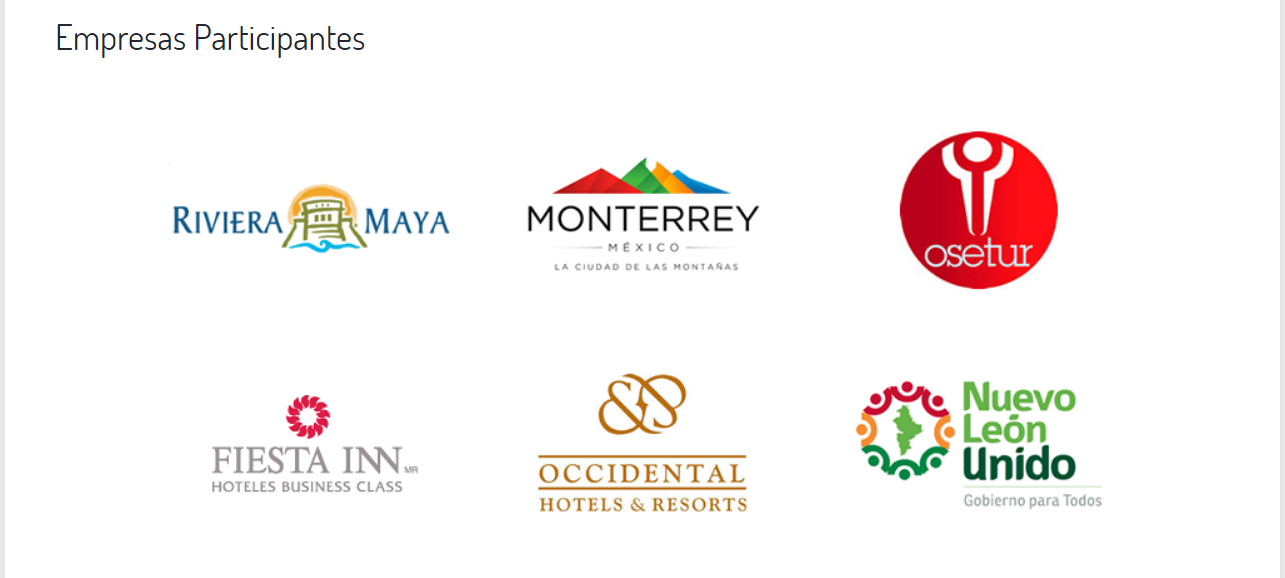 Empresas Participantes
RIVIERA MAYA
MONTERREY
MÉXICO
LA CIUDAD DE LAS MONTAÑAS
osetur
FIESTA INN MR
HOTELES BUSINESS CLASS
OCCIDENTAL
HOTELS & RESORTS
Nuevo
León
Unido
Gobierno para Todos